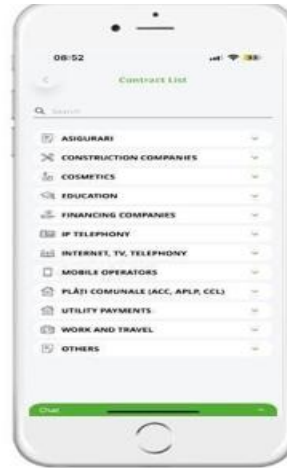 08:52
Contract List
Search
ASIGURARI
CONSTRUCTION COMPANIES
COSMETICS
EDUCATION
FINANCING COMPANIES
IP TELEPHONY
INTERNET, TV, TELEPHONY
MOBILE OPERATORS
PLĂȚI COMUNALE (ACC, APLP, CCL)
UTILITY PAYMENTS
WORK AND TRAVEL
OTHERS
Chat